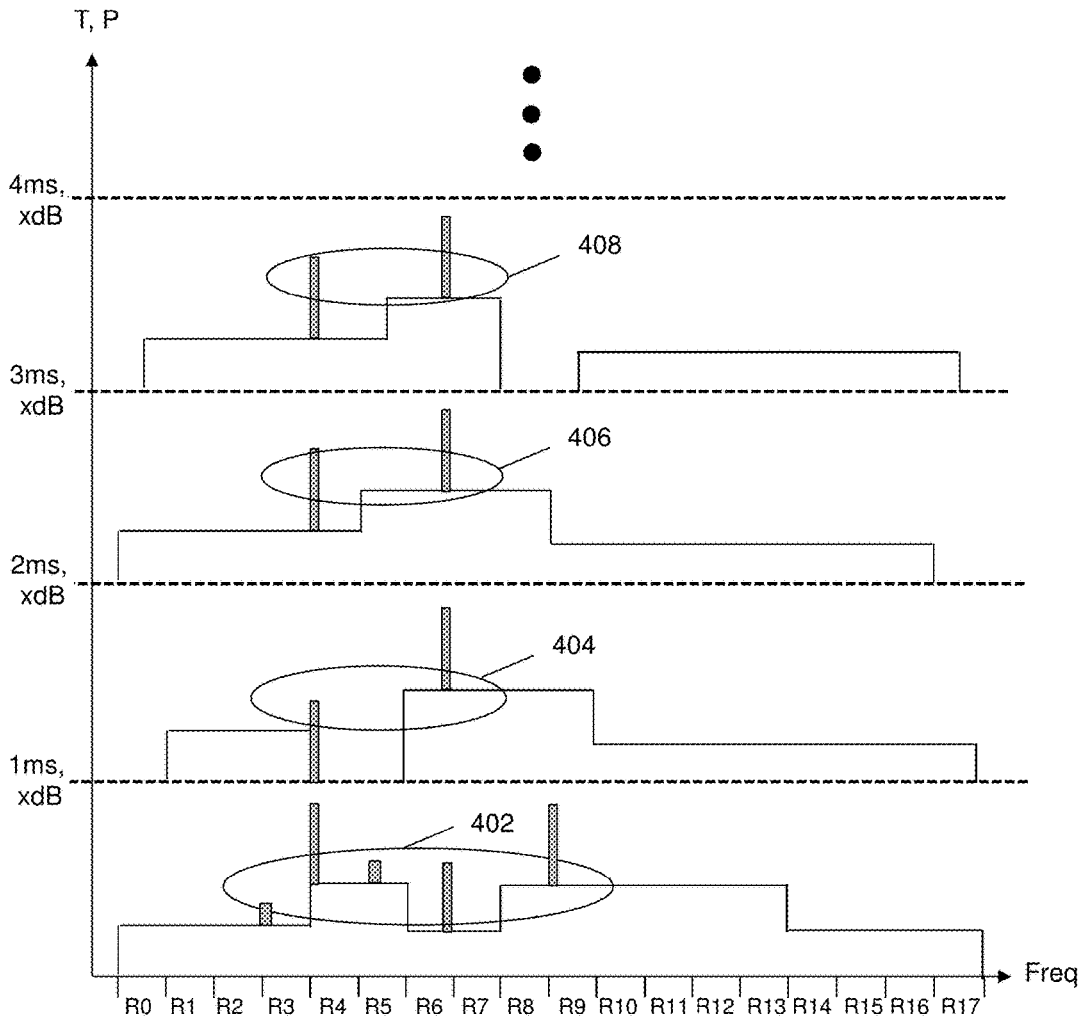 T, P
4ms,
xdB
408
3ms,
xdB
406
2ms,
xdB
404
1ms,
xdB
402
Freq
R0 R1 R2 R3 R4 R5 R6 R7 R8 R9 R10 R11 R12 R13 R14 R15 R16 R17